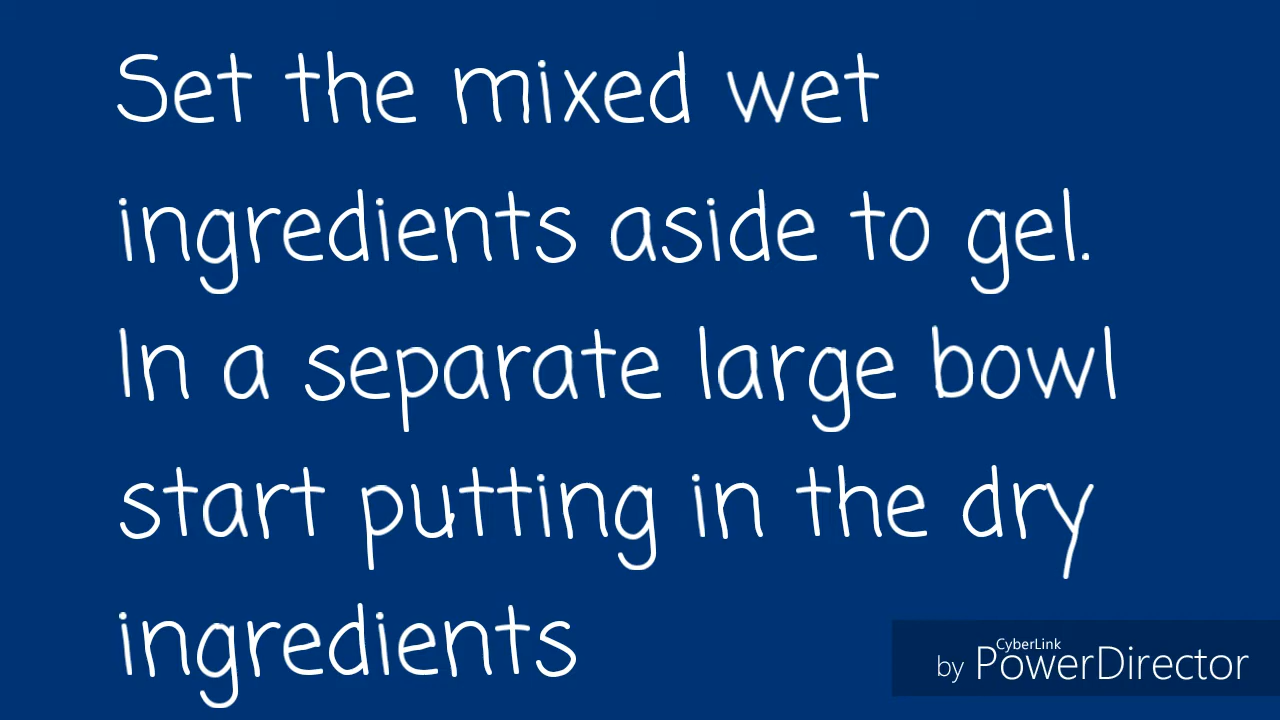 Set the mixed wet
ingredients aside to gel.
In a separate large bowl
start putting in the dry
ingredients
CyberLink
by PowerDirector